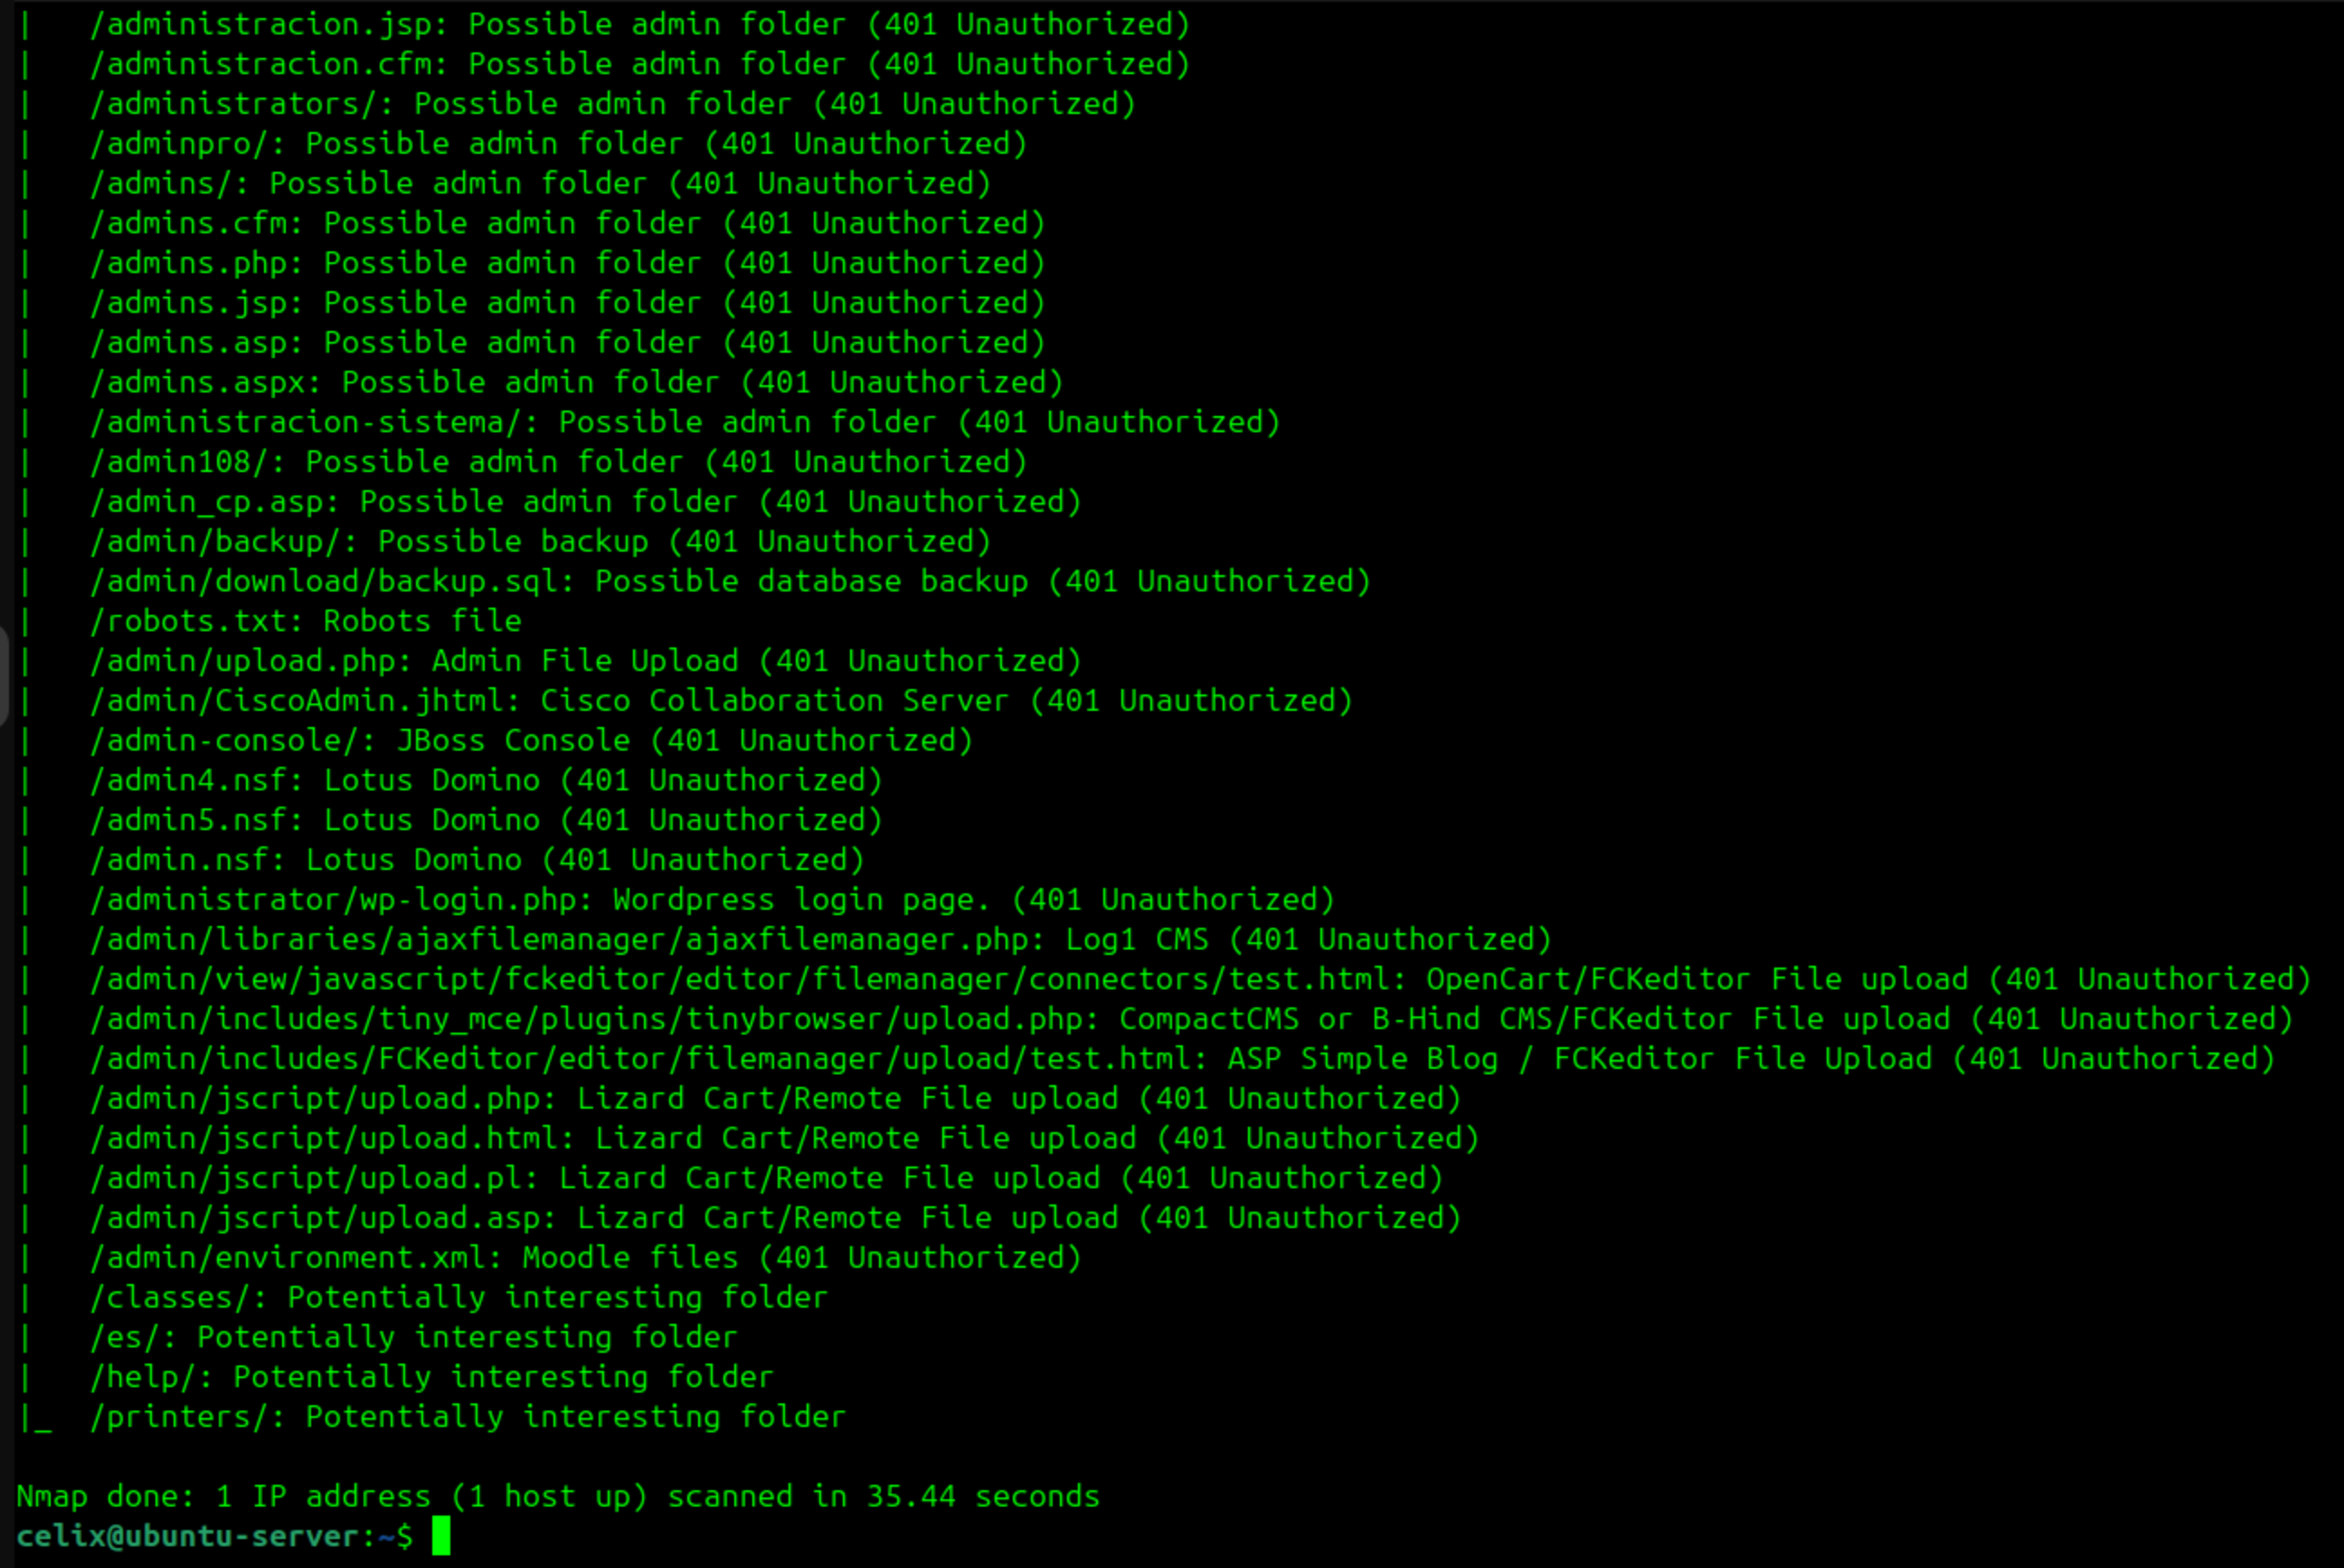 |   /administracion.jsp: Possible admin folder (401 Unauthorized)
|   /administracion.cfm: Possible admin folder (401 Unauthorized)
|   /administrators/: Possible admin folder (401 Unauthorized)
|   /adminpro/: Possible admin folder (401 Unauthorized)
|   /admins/: Possible admin folder (401 Unauthorized)
|   /admins.cfm: Possible admin folder (401 Unauthorized)
|   /admins.php: Possible admin folder (401 Unauthorized)
|   /admins.jsp: Possible admin folder (401 Unauthorized)
|   /admins.asp: Possible admin folder (401 Unauthorized)
|   /admins.aspx: Possible admin folder (401 Unauthorized)
|   /administracion-sistema/: Possible admin folder (401 Unauthorized)
|   /admin108/: Possible admin folder (401 Unauthorized)
|   /admin_cp.asp: Possible admin folder (401 Unauthorized)
|   /admin/backup/: Possible backup (401 Unauthorized)
|   /admin/download/backup.sql: Possible database backup (401 Unauthorized)
|   /robots.txt: Robots file
|   /admin/upload.php: Admin File Upload (401 Unauthorized)
|   /admin/CiscoAdmin.jhtml: Cisco Collaboration Server (401 Unauthorized)
|   /admin-console/: JBoss Console (401 Unauthorized)
|   /admin4.nsf: Lotus Domino (401 Unauthorized)
|   /admin5.nsf: Lotus Domino (401 Unauthorized)
|   /admin.nsf: Lotus Domino (401 Unauthorized)
|   /administrator/wp-login.php: Wordpress login page. (401 Unauthorized)
|   /admin/libraries/ajaxfilemanager/ajaxfilemanager.php: Log1 CMS (401 Unauthorized)
|   /admin/view/javascript/fckeditor/editor/filemanager/connectors/test.html: OpenCart/FCKeditor File upload (401 Unauthorized)
|   /admin/includes/tiny_mce/plugins/tinybrowser/upload.php: CompactCMS or B-Hind CMS/FCKeditor File upload (401 Unauthorized)
|   /admin/includes/FCKeditor/editor/filemanager/upload/test.html: ASP Simple Blog / FCKeditor File Upload (401 Unauthorized)
|   /admin/jscript/upload.php: Lizard Cart/Remote File upload (401 Unauthorized)
|   /admin/jscript/upload.html: Lizard Cart/Remote File upload (401 Unauthorized)
|   /admin/jscript/upload.pl: Lizard Cart/Remote File upload (401 Unauthorized)
|   /admin/jscript/upload.asp: Lizard Cart/Remote File upload (401 Unauthorized)
|   /admin/environment.xml: Moodle files (401 Unauthorized)
|   /classes/: Potentially interesting folder
|   /es/: Potentially interesting folder
|   /help/: Potentially interesting folder
|_  /printers/: Potentially interesting folder

Nmap done: 1 IP address (1 host up) scanned in 35.44 seconds
celix@ubuntu-server:~$